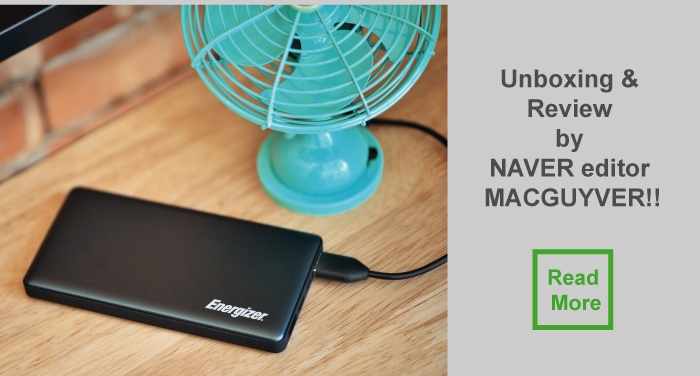 Energizer
Unboxing &
Review
by
NAVER editor
MACGUYVER!!
Read
More